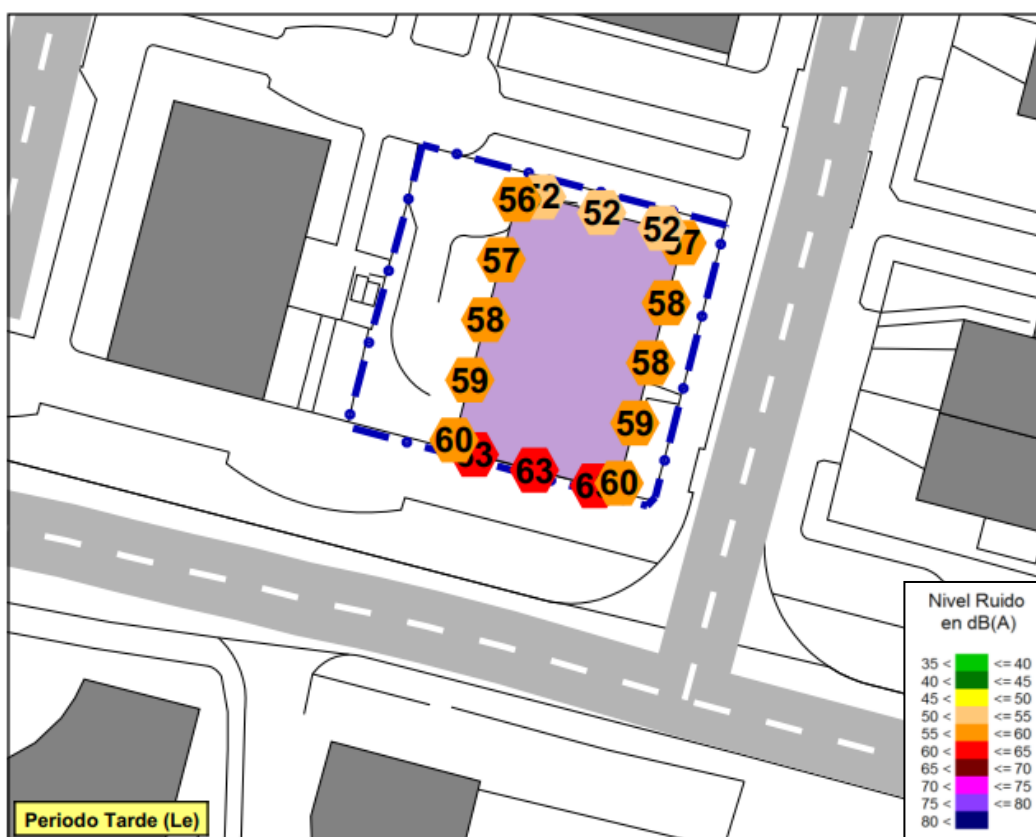 56
52
52
57
57
58
58
58
59
59
60
63
60
Nivel Ruido
en dB(A)
35 < <= 40
40 < <= 45
45 < <= 50
50 < <= 55
55 < <= 60
60 < <= 65
65 < <= 70
70 < <= 75
75 < <= 80
80 <
Periodo Tarde (Le)